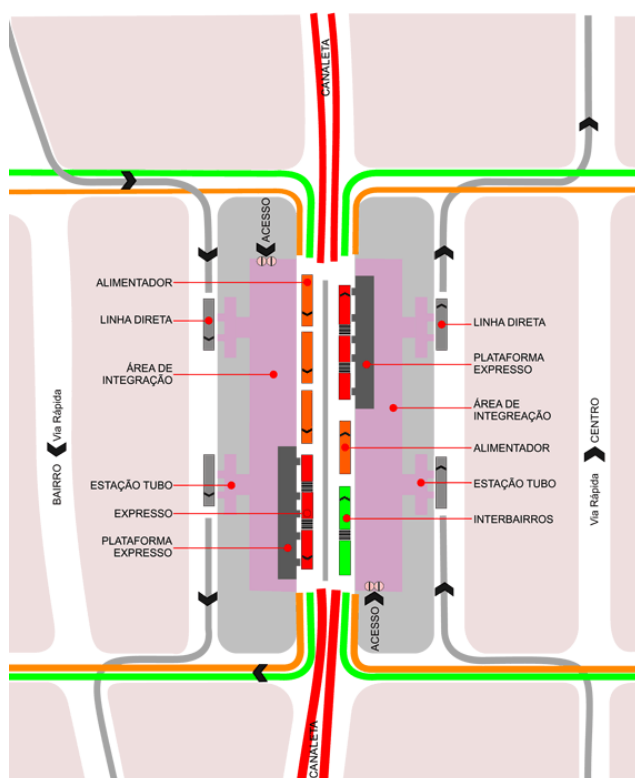 CANALETA
ACESSO
ALIMENTADOR
LINHA DIRETA
ÁREA DE
INTEGRAÇÃO
ESTAÇÃO TUBO
EXPRESSO
PLATAFORMA
EXPRESSO
BAIRRO
Via Rápida
LINHA DIRETA
PLATAFORMA
EXPRESSO
ÁREA DE
INTEGREAÇÃO
ALIMENTADOR
ESTAÇÃO TUBO
INTERBAIRROS
Via Rápida
CENTRO
ACESSO
CANALETA